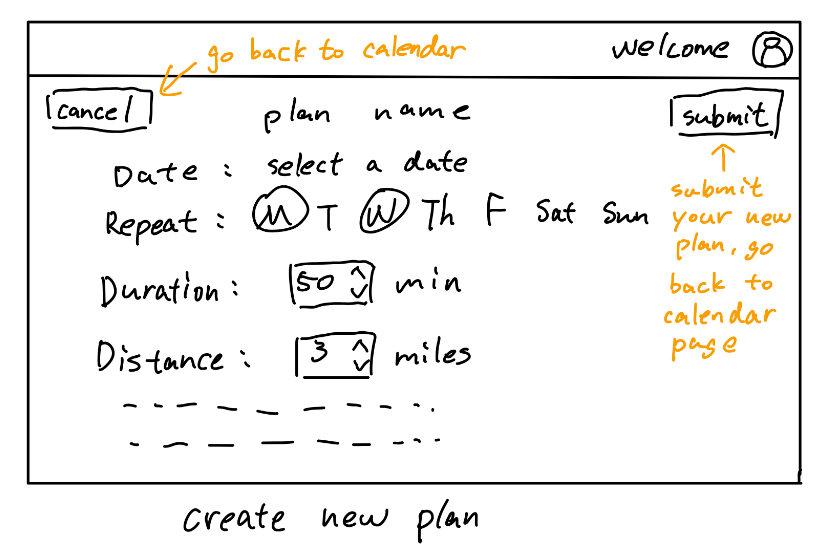 go back to calendar
welcome
cancel
plan name
submit
Date: select a date
Repeat: M T W Th F Sat Sun
submit
your new
plan, go
back to
calendar
page
Duration: 50 min
Distance: 3 miles
create new plan